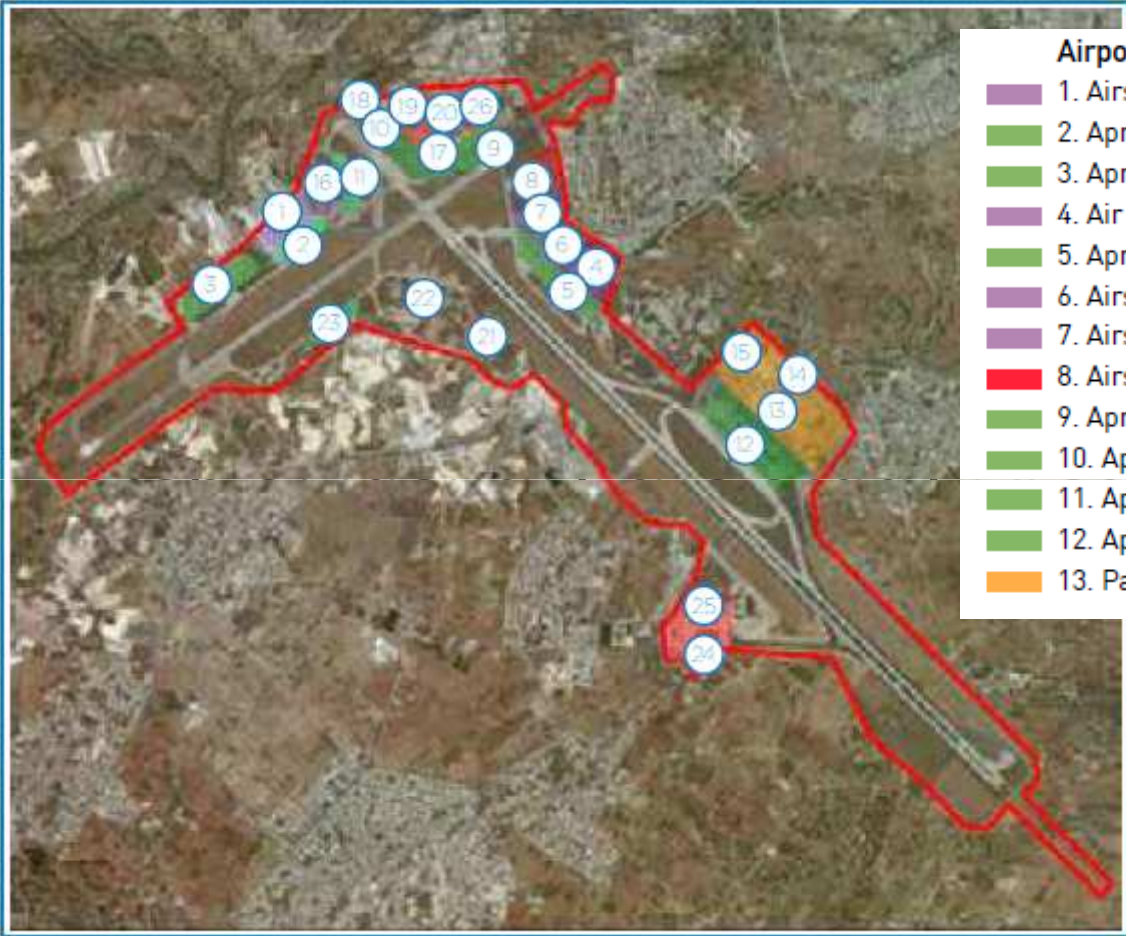 18
19
20
26
10
17
9
16
11
8
1
7
2
6
4
3
5
22
23
21
15
14
13
12
25
24
Airpo
1. Airs
2. Apr
3. Apr
4. Air
5. Apr
6. Airs
7. Airs
8. Airs
9. Apr
10. Ap
11. Ap
12. Ap
13. Pa